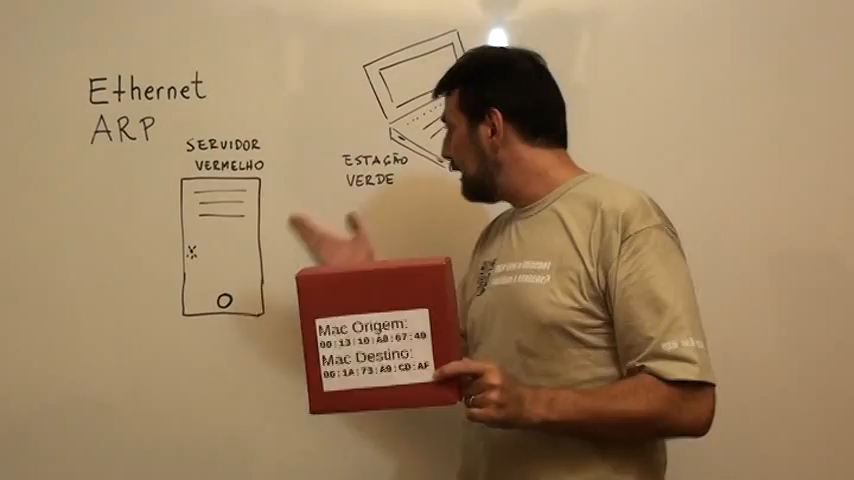 Ethernet
ARP
SERVIDOR
VERMELHO
ESTAÇÃO
VERDE
Mac Origem:
00:13:10:A8:67:49
Mac Destino:
00:1A:73:A9:CD:AF